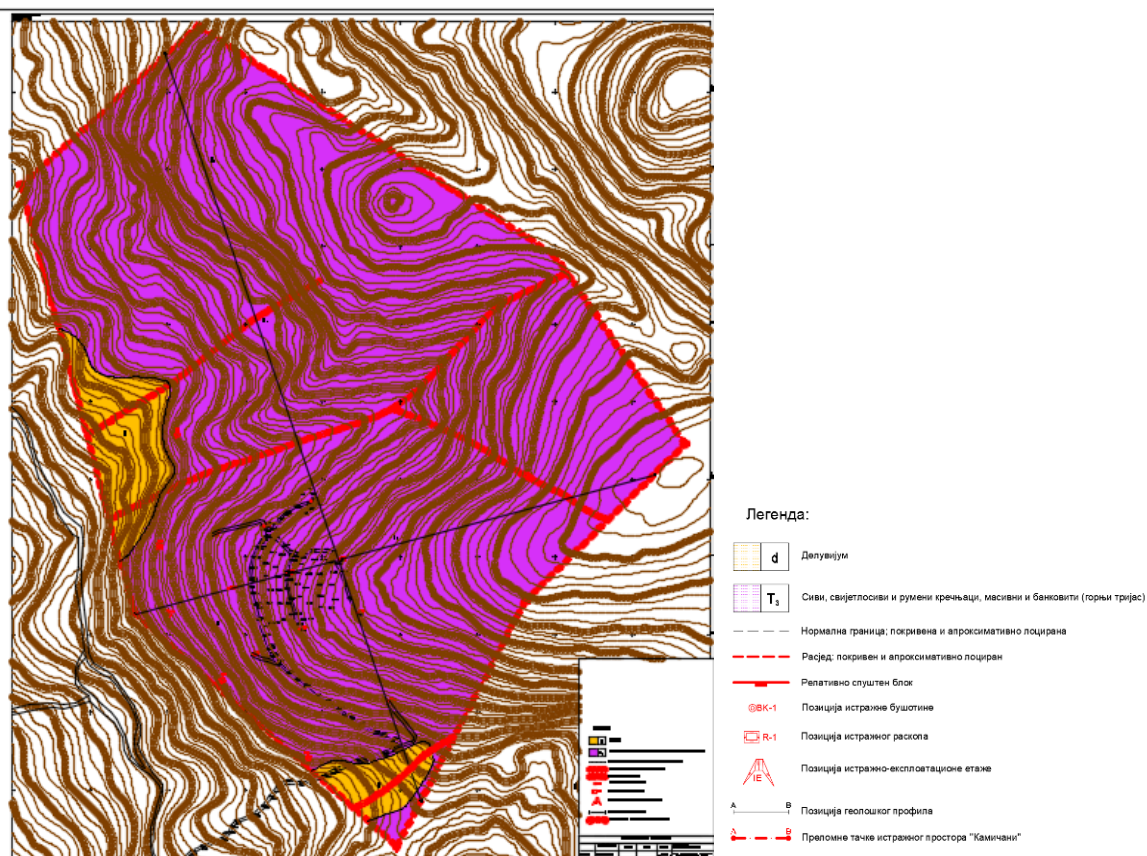 Легенда:
d Делувијум
T₃ Сиви, свијетлосиви и румени кречњаци, масивни и банковити (горњи тријас)
Нормална граница; покривена и апроксимативно лоцирана
Расјед: покривен и апроксимативно лоциран
Релативно спуштен блок
BK-1 Позиција истражне бушотине
R-1 Позиција истражног раскопа
IE Позиција истражно-експлоатационе етаже
A B Позиција геолошког профила
A B Преломне тачке истражног простора "Камичани"